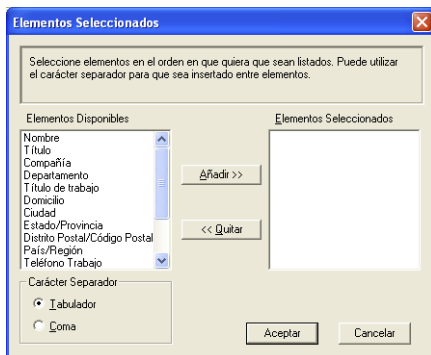 Elementos Seleccionados
Seleccione elementos en el orden en que quiera que sean listados. Puede utilizar
el carácter separador para que sea insertado entre elementos.
Elementos Disponibles
Elementos Seleccionados
Nombre
Título
Compañía
Departamento
Título de trabajo
Domicilio
Ciudad
Estado/Provincia
Distrito Postal/Código Postal
País/Región
Teléfono Trabajo
Añadir >>
<< Quitar
Carácter Separador
Tabulador
Coma
Aceptar
Cancelar